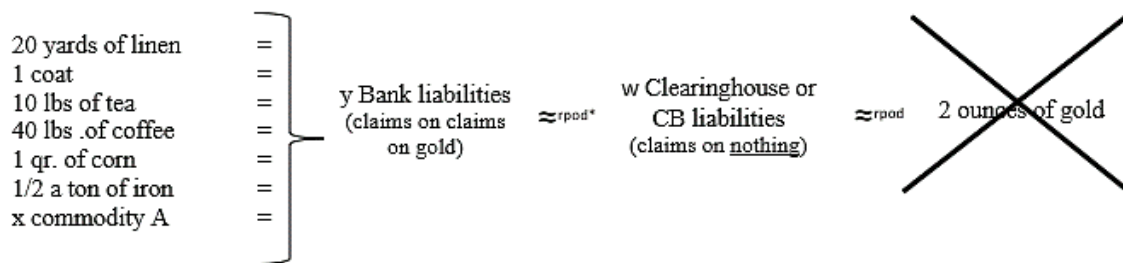 20 yards of linen =
1 coat =
10 lbs of tea =
40 lbs .of coffee =
1 qr. of corn =
1/2 a ton of iron =
x commodity A =
y Bank liabilities
(claims on claims
on gold)
≈rpod*
w Clearinghouse or
CB liabilities
(claims on nothing)
≈rpod
2 ounces of gold